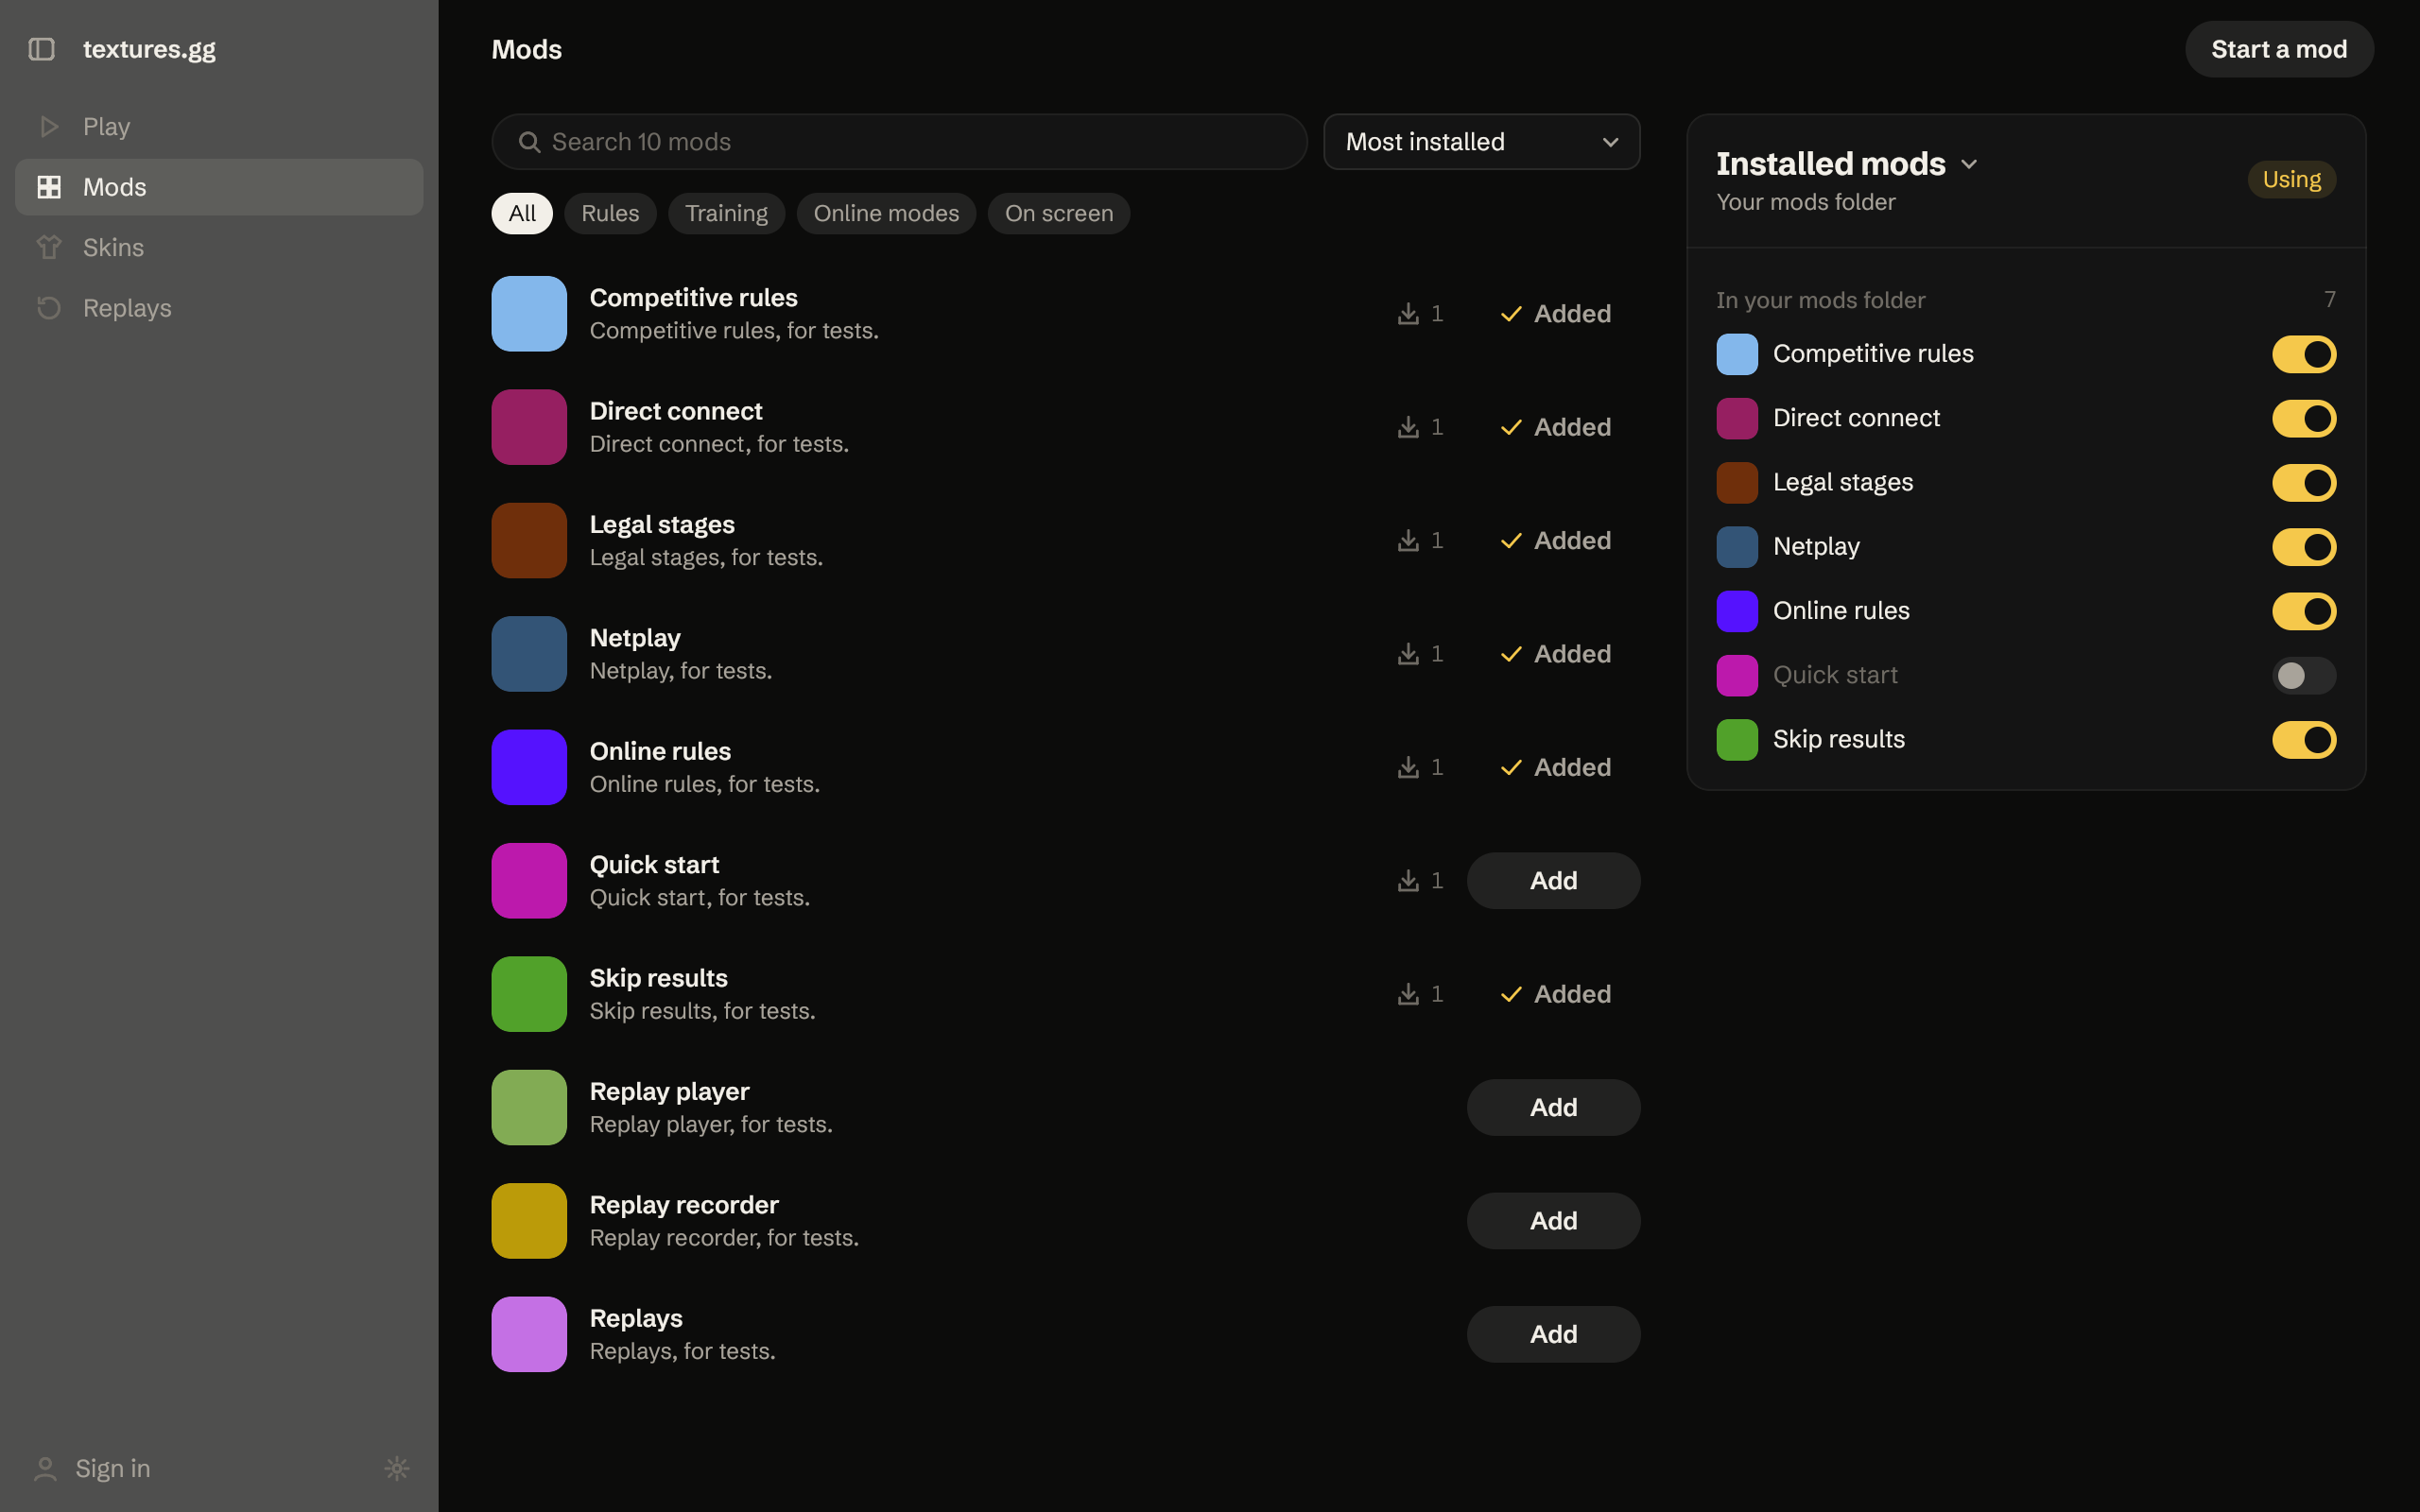 textures.gg
Play
Mods
Skins
Replays
Sign in
Mods
Start a mod
Search 10 mods
Most installed
All
Rules
Training
Online modes
On screen
Competitive rules
Competitive rules, for tests.
1
Added
Direct connect
Direct connect, for tests.
1
Added
Legal stages
Legal stages, for tests.
1
Added
Netplay
Netplay, for tests.
1
Added
Online rules
Online rules, for tests.
1
Added
Quick start
Quick start, for tests.
1
Add
Skip results
Skip results, for tests.
1
Added
Replay player
Replay player, for tests.
Add
Replay recorder
Replay recorder, for tests.
Add
Replays
Replays, for tests.
Add
Installed mods
Your mods folder
Using
In your mods folder
7
Competitive rules
Direct connect
Legal stages
Netplay
Online rules
Quick start
Skip results